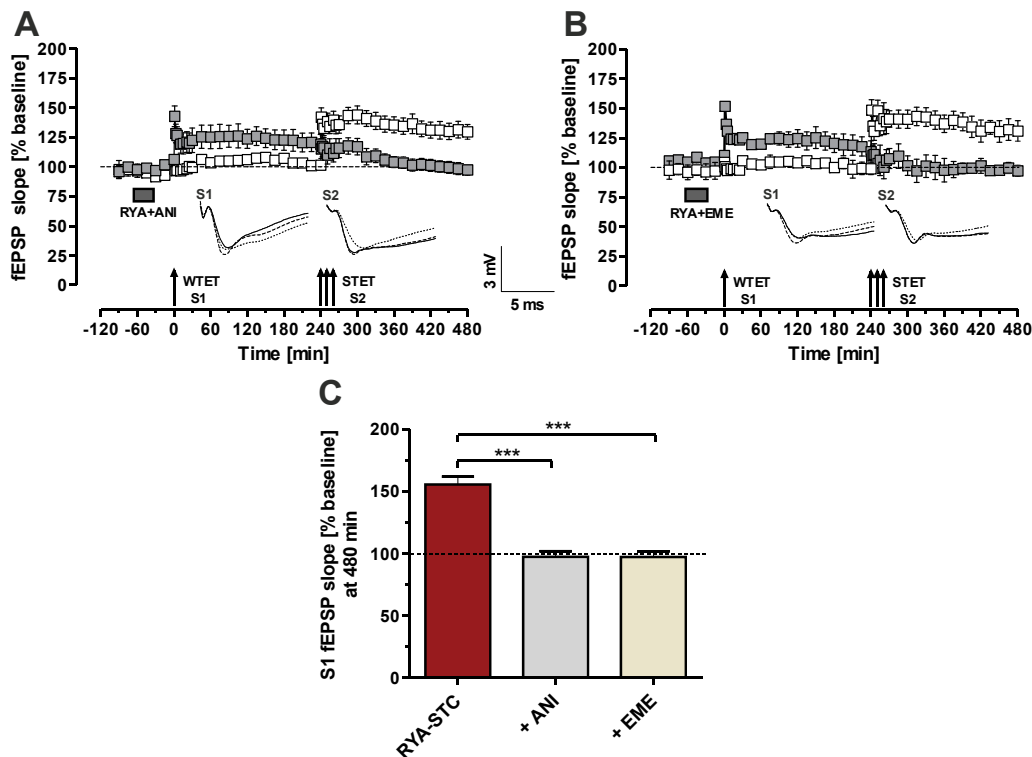 A
fEPSP slope [% baseline]
200
175
150
125
100
75
50
25
0
RYA+ANI
S1
S2
WTET
S1
STET
S2
-120 -60 0 60 120 180 240 300 360 420 480
Time [min]
3 mV
5 ms
B
fEPSP slope [% baseline]
200
175
150
125
100
75
50
25
0
RYA+EME
S1
S2
WTET
S1
STET
S2
-120 -60 0 60 120 180 240 300 360 420 480
Time [min]
C
S1 fEPSP slope [% baseline]
at 480 min
200
150
100
50
0
***
***
RYA-STC
+ ANI
+ EME